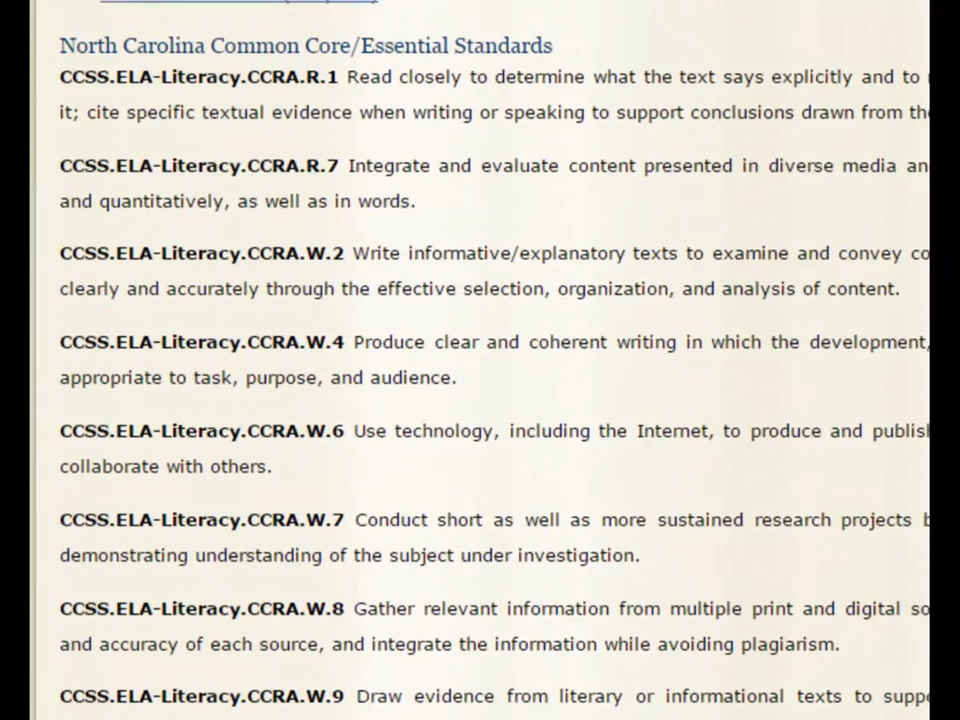 North Carolina Common Core/Essential Standards
CCSS.ELA-Literacy.CCRA.R.1 Read closely to determine what the text says explicitly and to
it; cite specific textual evidence when writing or speaking to support conclusions drawn from
CCSS.ELA-Literacy.CCRA.R.7 Integrate and evaluate content presented in diverse media
and quantitatively, as well as in words.
CCSS.ELA-Literacy.CCRA.W.2 Write informative/explanatory texts to examine and convey
clearly and accurately through the effective selection, organization, and analysis of content.
CCSS.ELA-Literacy.CCRA.W.4 Produce clear and coherent writing in which the development,
appropriate to task, purpose, and audience.
CCSS.ELA-Literacy.CCRA.W.6 Use technology, including the Internet, to produce and
collaborate with others.
CCSS.ELA-Literacy.CCRA.W.7 Conduct short as well as more sustained research projects
demonstrating understanding of the subject under investigation.
CCSS.ELA-Literacy.CCRA.W.8 Gather relevant information from multiple print and digital
and accuracy of each source, and integrate the information while avoiding plagiarism.
CCSS.ELA-Literacy.CCRA.W.9 Draw evidence from literary or informational texts to